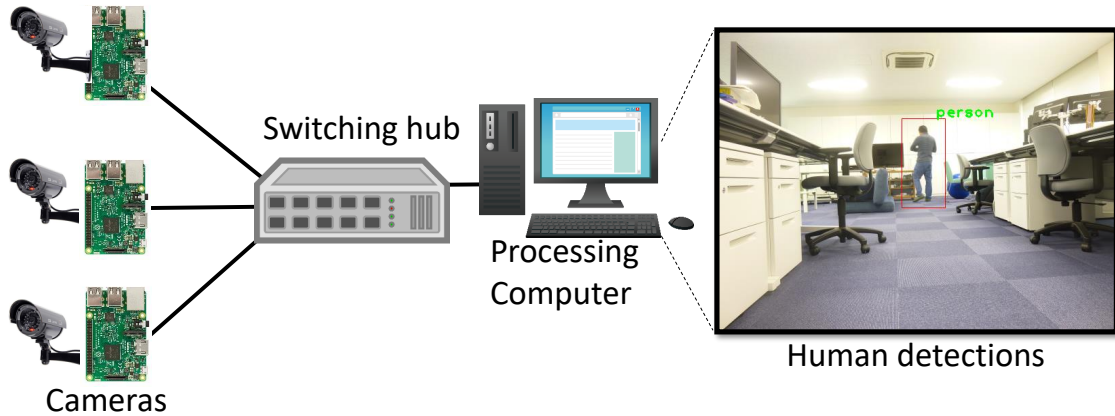 Switching hub
person
Processing
Computer
Human detections
Cameras